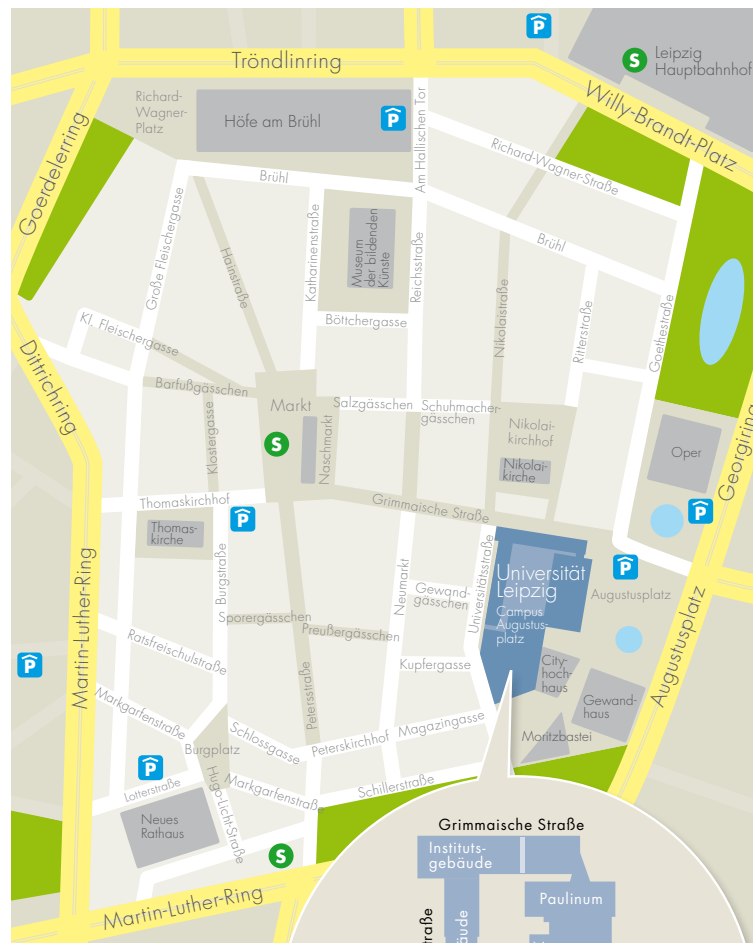 P
S
Leipzig
Hauptbahnhof
Tröndlinring
Willy-Brandt-Platz
Goerdelerring
Richard-
Wagner-
Platz
Höfe am Brühl
P
Am Hallischen Tor
Richard-Wagner-Straße
Brühl
Brühl
Große Fleischergasse
Hainstraße
Katharinenstraße
Museum
der bildenden
Künste
Reichsstraße
Nikolaistraße
Ritterstraße
Goethestraße
Böttchergasse
Kl. Fleischergasse
Dittrichring
Barfußgässchen
Klostergasse
Markt
S
Naschmarkt
Salzgässchen
Schuhmacher-
gässchen
Nikolai-
kirchhof
Nikolai-
kirche
Oper
Georgiring
P
Thomaskirchhof
P
Thomas-
kirche
Grimmaische Straße
Burgstraße
Neumarkt
Universitätsstraße
Gewand-
gässchen
Universität
Leipzig
Campus
Augustus-
platz
P
Augustusplatz
Martin-Luther-Ring
P
Sporergässchen
Preußergässchen
Petersstraße
Ratsfreischulstraße
Kupfergasse
City-
hoch-
haus
Gewand-
haus
Augustusplatz
Moritzbastei
Markgarfenstraße
Burgplatz
Schlossgasse
Peterskirchhof
Magazingasse
P
Lotterstraße
Hugo-Licht-Straße
Markgarfenstraße
Schillerstraße
Neues
Rathaus
S
Martin-Luther-Ring
Grimmaische Straße
Instituts-
gebäude
Paulinum
traße
äude